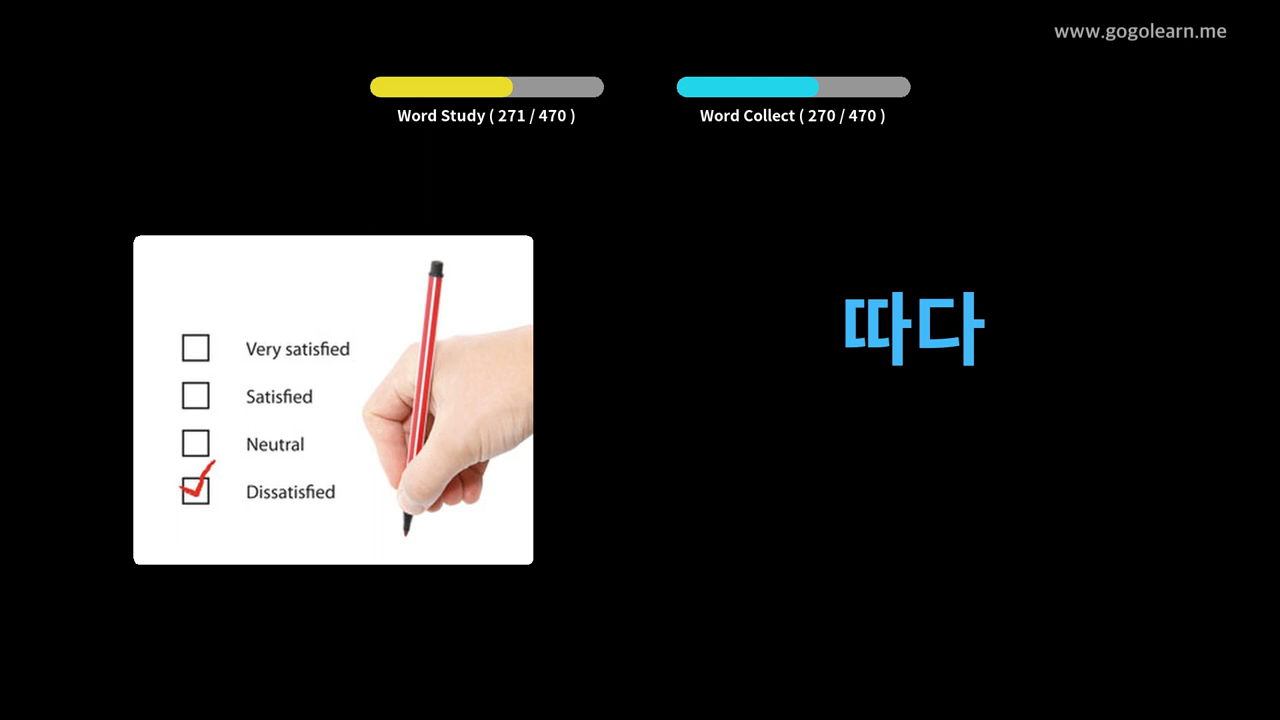 www.gogolearn.me
Word Study ( 271 / 470 )
Word Collect ( 270 / 470 )
Very satisfied
Satisfied
Neutral
Dissatisfied
따다